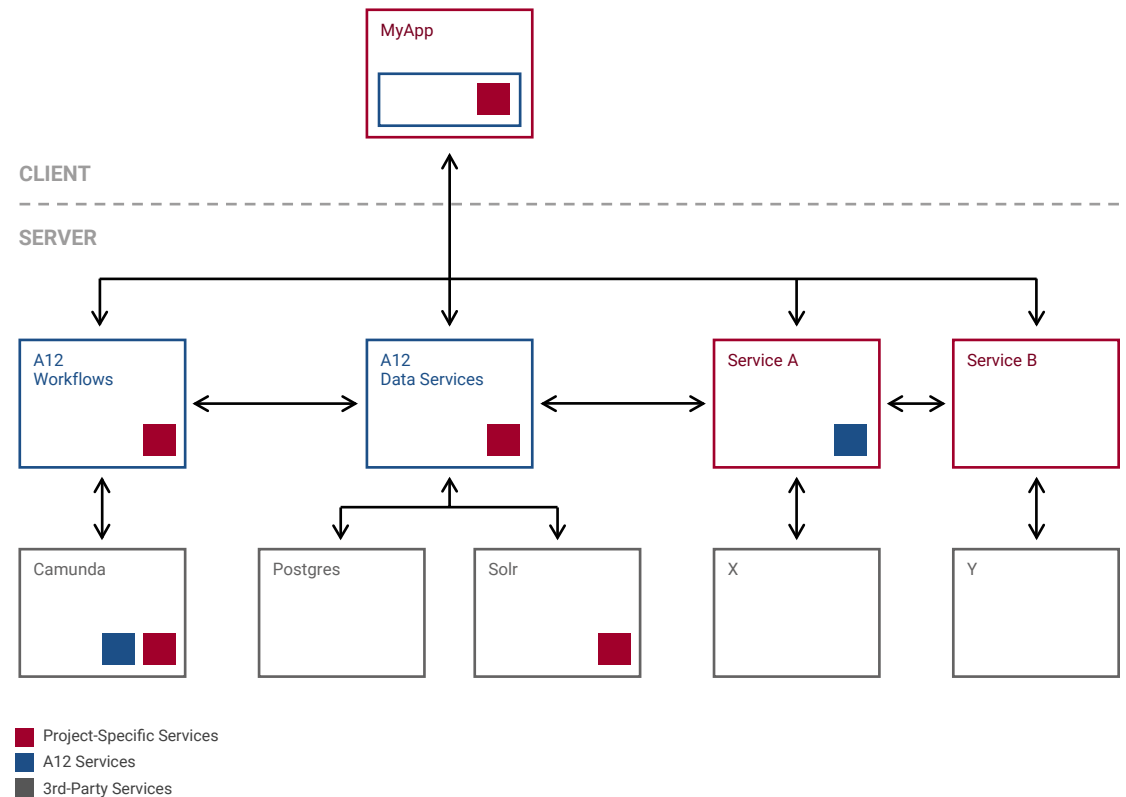 MyApp
CLIENT
SERVER
A12
Workflows
A12
Data Services
Service A
Service B
Camunda
Postgres
Solr
X
Y
Project-Specific Services
A12 Services
3rd-Party Services